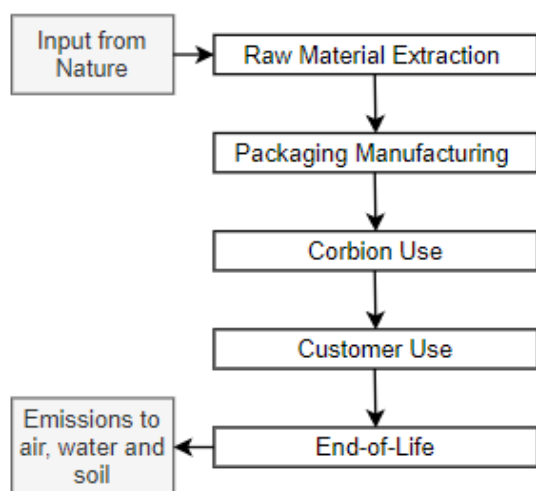 Input from
Nature
Raw Material Extraction
Packaging Manufacturing
Corbion Use
Customer Use
Emissions to
air, water and
soil
End-of-Life